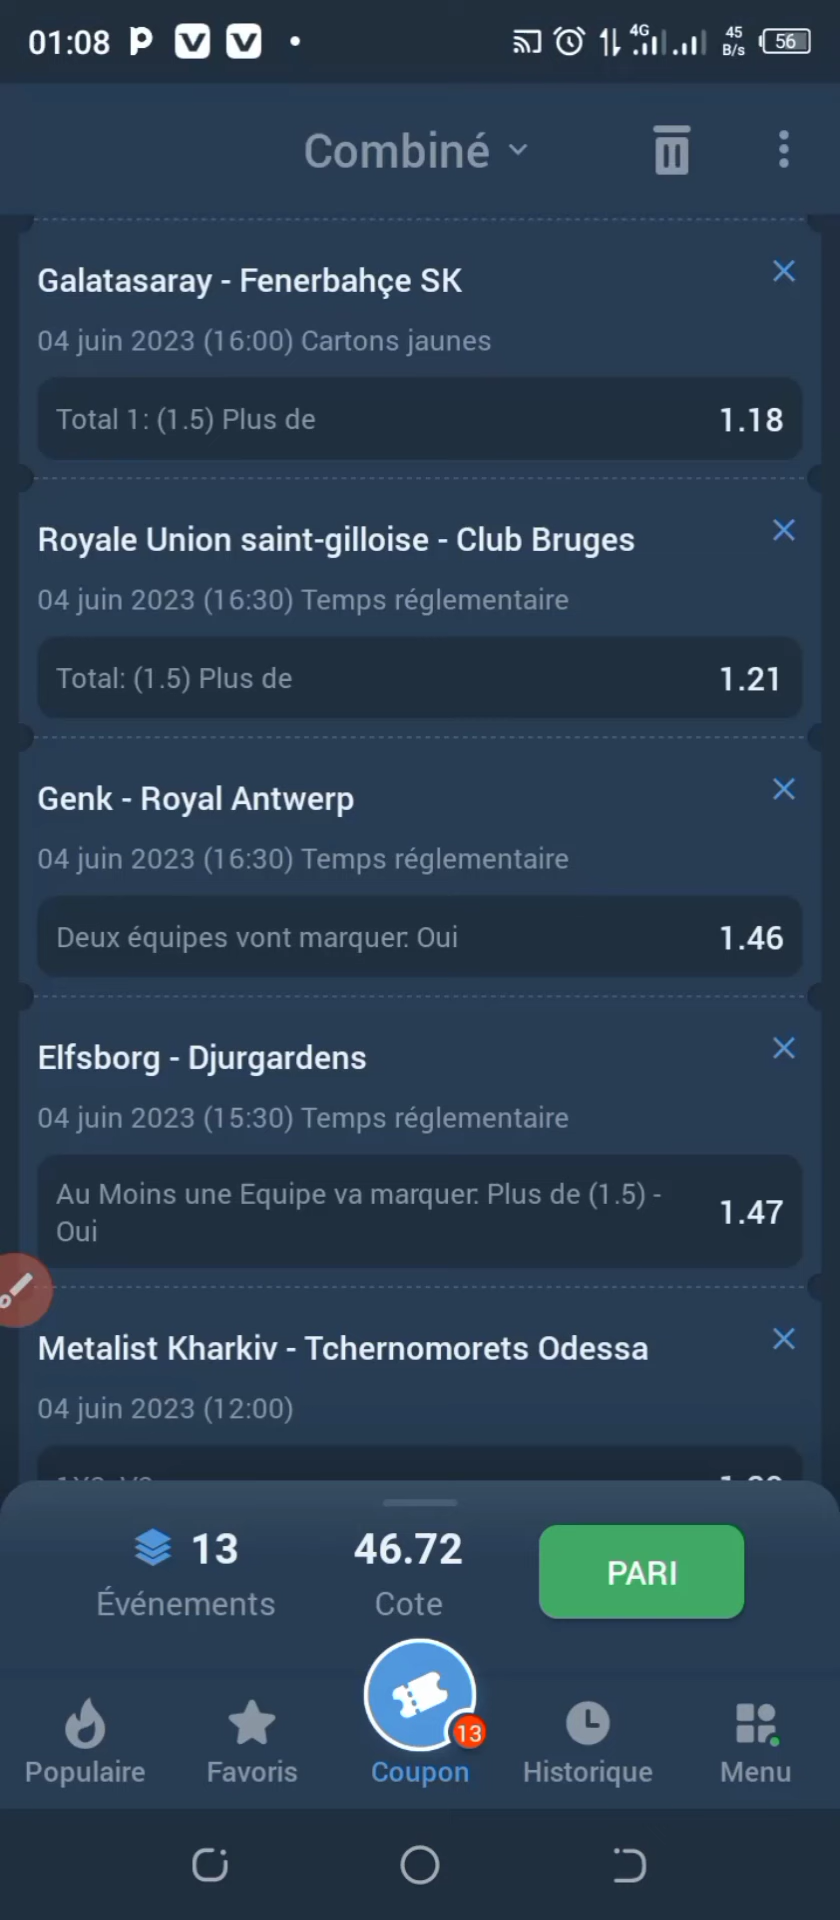 01:08
4G
45
B/s
56
Combiné
Galatasaray - Fenerbahçe SK
04 juin 2023 (16:00) Cartons jaunes
Total 1: (1.5) Plus de 1.18
Royale Union saint-gilloise - Club Bruges
04 juin 2023 (16:30) Temps réglementaire
Total: (1.5) Plus de 1.21
Genk - Royal Antwerp
04 juin 2023 (16:30) Temps réglementaire
Deux équipes vont marquer: Oui 1.46
Elfsborg - Djurgardens
04 juin 2023 (15:30) Temps réglementaire
Au Moins une Equipe va marquer: Plus de (1.5) -
Oui
1.47
Metalist Kharkiv - Tchernomorets Odessa
04 juin 2023 (12:00)
13 46.72
Événements Cote
PARI
13
Populaire Favoris Coupon Historique Menu